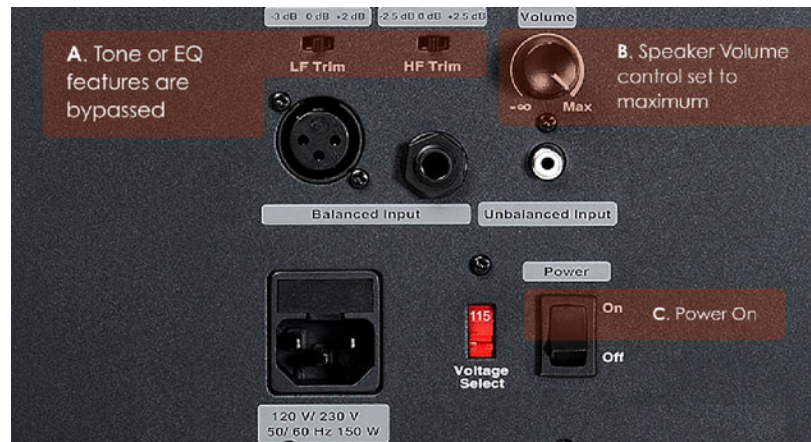 -3 dB 0 dB +2 dB
-2.5 dB 0 dB +2.5 dB
Volume
A. Tone or EQ
features are
bypassed
LF Trim
HF Trim
B. Speaker Volume
control set to
maximum
-∞
Max
Balanced Input
Unbalanced Input
Power
115
On
C. Power On
Off
Voltage
Select
120 V/ 230 V
50/ 60 Hz 150 W